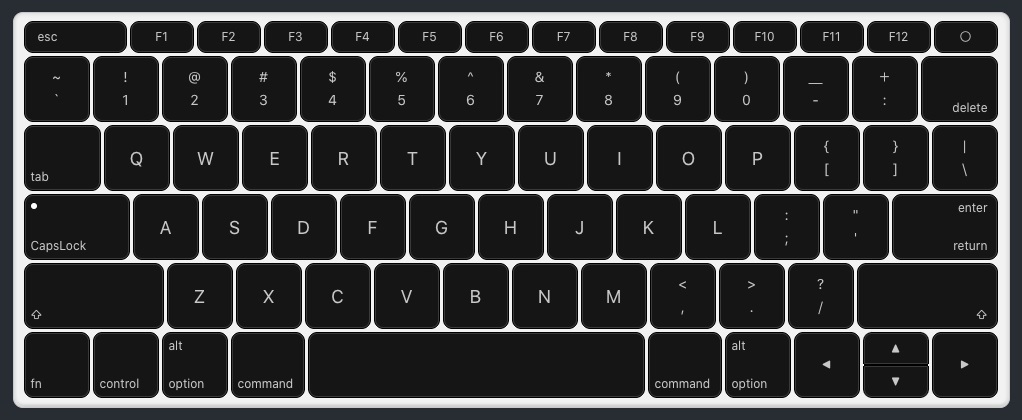 esc F1 F2 F3 F4 F5 F6 F7 F8 F9 F10 F11 F12
~ ! @ # $ % ^ & * ( ) __ +
` 1 2 3 4 5 6 7 8 9 0 - :
delete
Q W E R T Y U I O P { } |
[ ] \
tab
enter
A S D F G H J K L : "
; '
CapsLock return
Z X C V B N M < > ?
, . /
⇧ ⇧
alt alt ▲
◀ ▶
fn control option command command option ▼